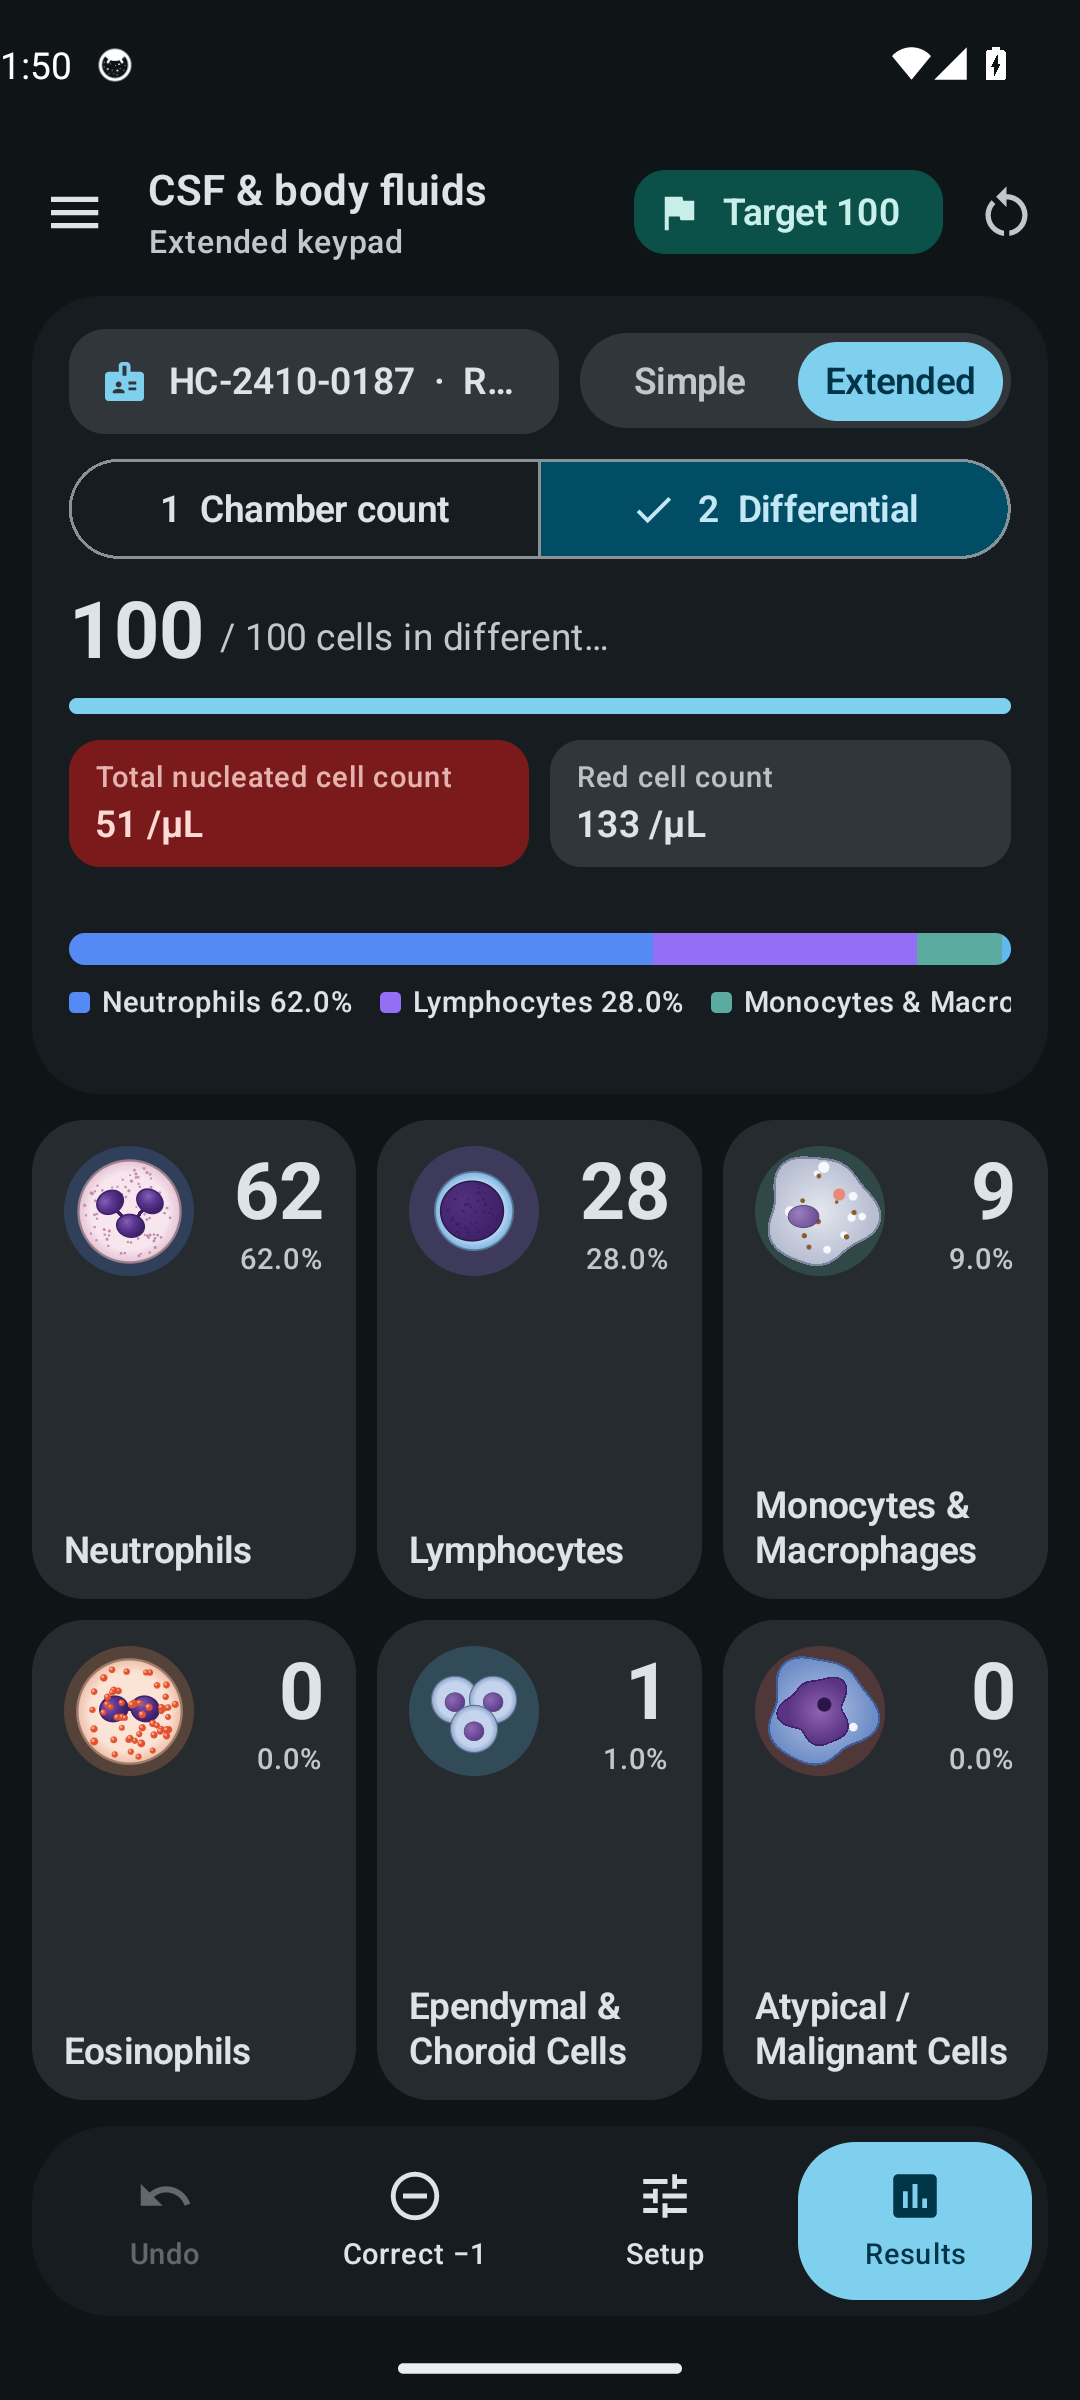 1:50
CSF & body fluids
Extended keypad
Target 100
HC-2410-0187 · R…
Simple
Extended
1 Chamber count
2 Differential
100 / 100 cells in different…
Total nucleated cell count
51 /µL
Red cell count
133 /µL
Neutrophils 62.0%
Lymphocytes 28.0%
Monocytes & Macro
62
62.0%
Neutrophils
28
28.0%
Lymphocytes
9
9.0%
Monocytes &
Macrophages
0
0.0%
Eosinophils
1
1.0%
Ependymal &
Choroid Cells
0
0.0%
Atypical /
Malignant Cells
Undo
Correct −1
Setup
Results